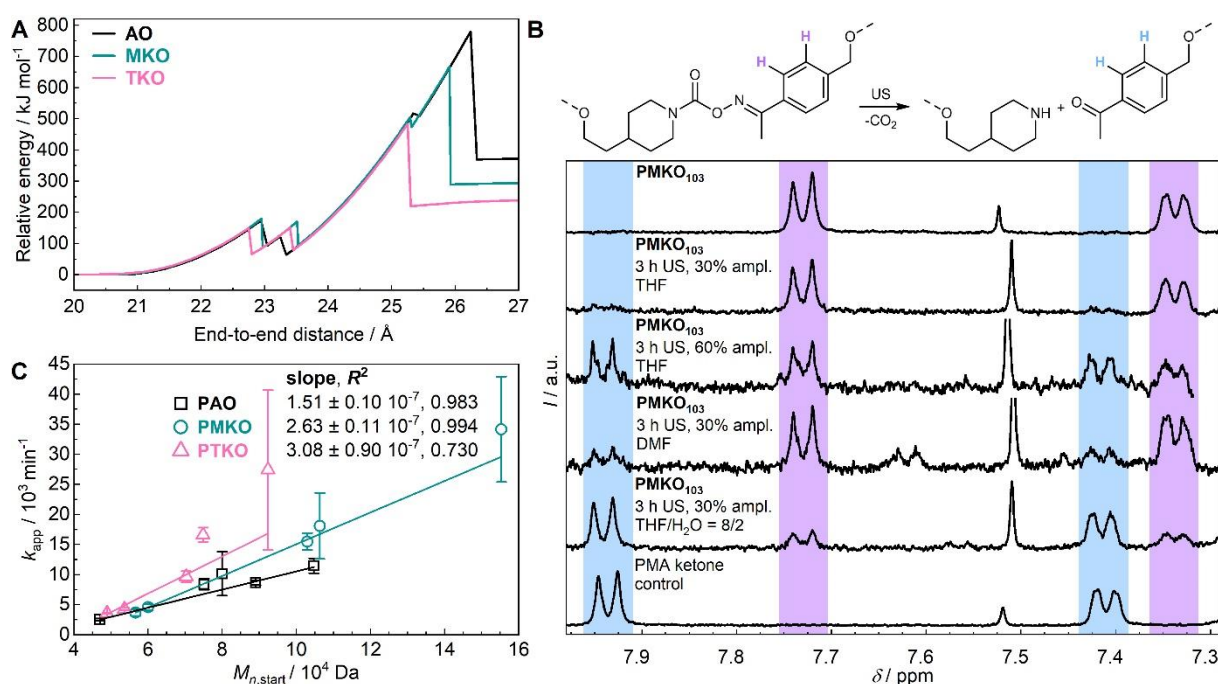 A
800
700
600
500
400
300
200
100
0
Relative energy / kJ mol⁻¹
AO
MKO
TKO
20 21 22 23 24 25 26 27
End-to-end distance / Å
B
H H O
O N O N O
US
-CO₂
O NH + O H H O
PMKO₁₀₃
PMKO₁₀₃
3 h US, 30% ampl.
THF
PMKO₁₀₃
3 h US, 60% ampl.
THF
PMKO₁₀₃
3 h US, 30% ampl.
DMF
PMKO₁₀₃
3 h US, 30% ampl.
THF/H₂O = 8/2
PMA ketone
control
I / a.u.
7.9 7.8 7.7 7.6 7.5 7.4 7.3
δ / ppm
C
45
40
35
30
25
20
15
10
5
0
k_app / 10³ min⁻¹
slope, R²
PAO 1.51 ± 0.10 10⁻⁷, 0.983
PMKO 2.63 ± 0.11 10⁻⁷, 0.994
PTKO 3.08 ± 0.90 10⁻⁷, 0.730
4 6 8 10 12 14 16
M_n,start / 10⁴ Da